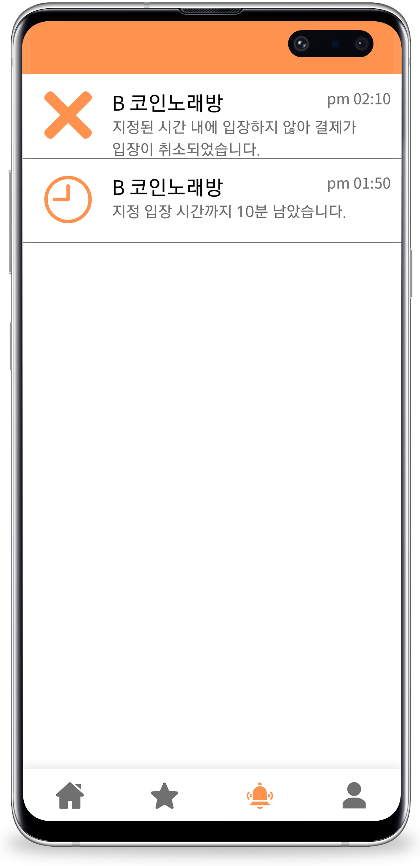 B 코인노래방
pm 02:10
지정된 시간 내에 입장하지 않아 결제가
입장이 취소되었습니다.
B 코인노래방
pm 01:50
지정 입장 시간까지 10분 남았습니다.